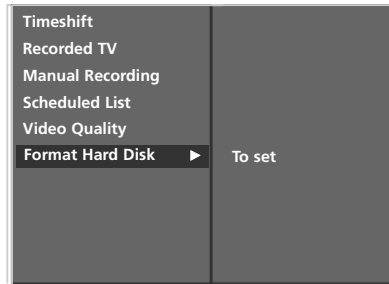 Timeshift
Recorded TV
Manual Recording
Scheduled List
Video Quality
Format Hard Disk ► To set